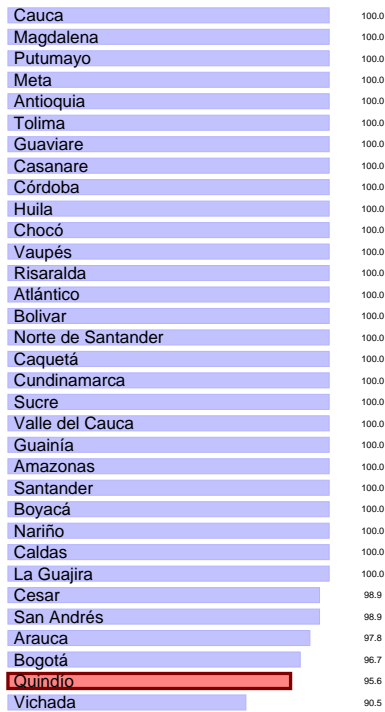 Cauca 100.0
Magdalena 100.0
Putumayo 100.0
Meta 100.0
Antioquia 100.0
Tolima 100.0
Guaviare 100.0
Casanare 100.0
Córdoba 100.0
Huila 100.0
Chocó 100.0
Vaupés 100.0
Risaralda 100.0
Atlántico 100.0
Bolivar 100.0
Norte de Santander 100.0
Caquetá 100.0
Cundinamarca 100.0
Sucre 100.0
Valle del Cauca 100.0
Guainía 100.0
Amazonas 100.0
Santander 100.0
Boyacá 100.0
Nariño 100.0
Caldas 100.0
La Guajira 100.0
Cesar 98.9
San Andrés 98.9
Arauca 97.8
Bogotá 96.7
Quindío 95.6
Vichada 90.5